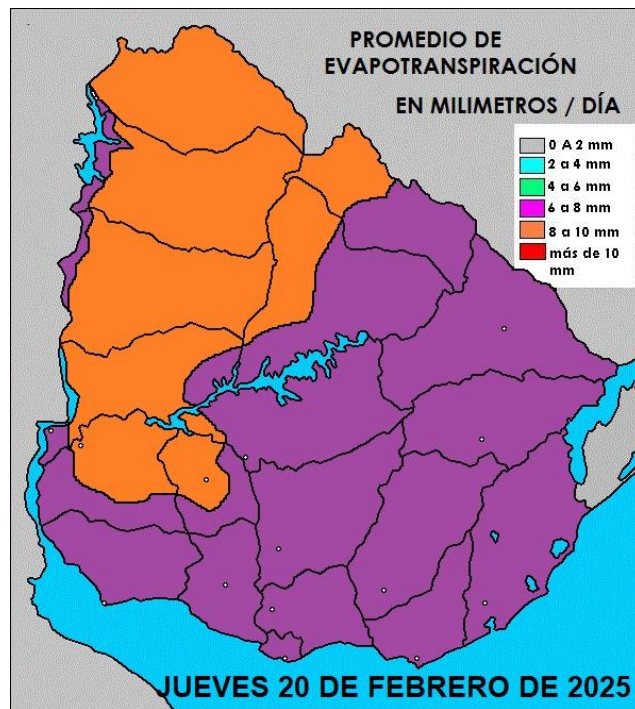 PROMEDIO DE
EVAPOTRANSPIRACIÓN
EN MILIMETROS / DÍA
0 A 2 mm
2 a 4 mm
4 a 6 mm
6 a 8 mm
8 a 10 mm
más de 10
mm
JUEVES 20 DE FEBRERO DE 2025